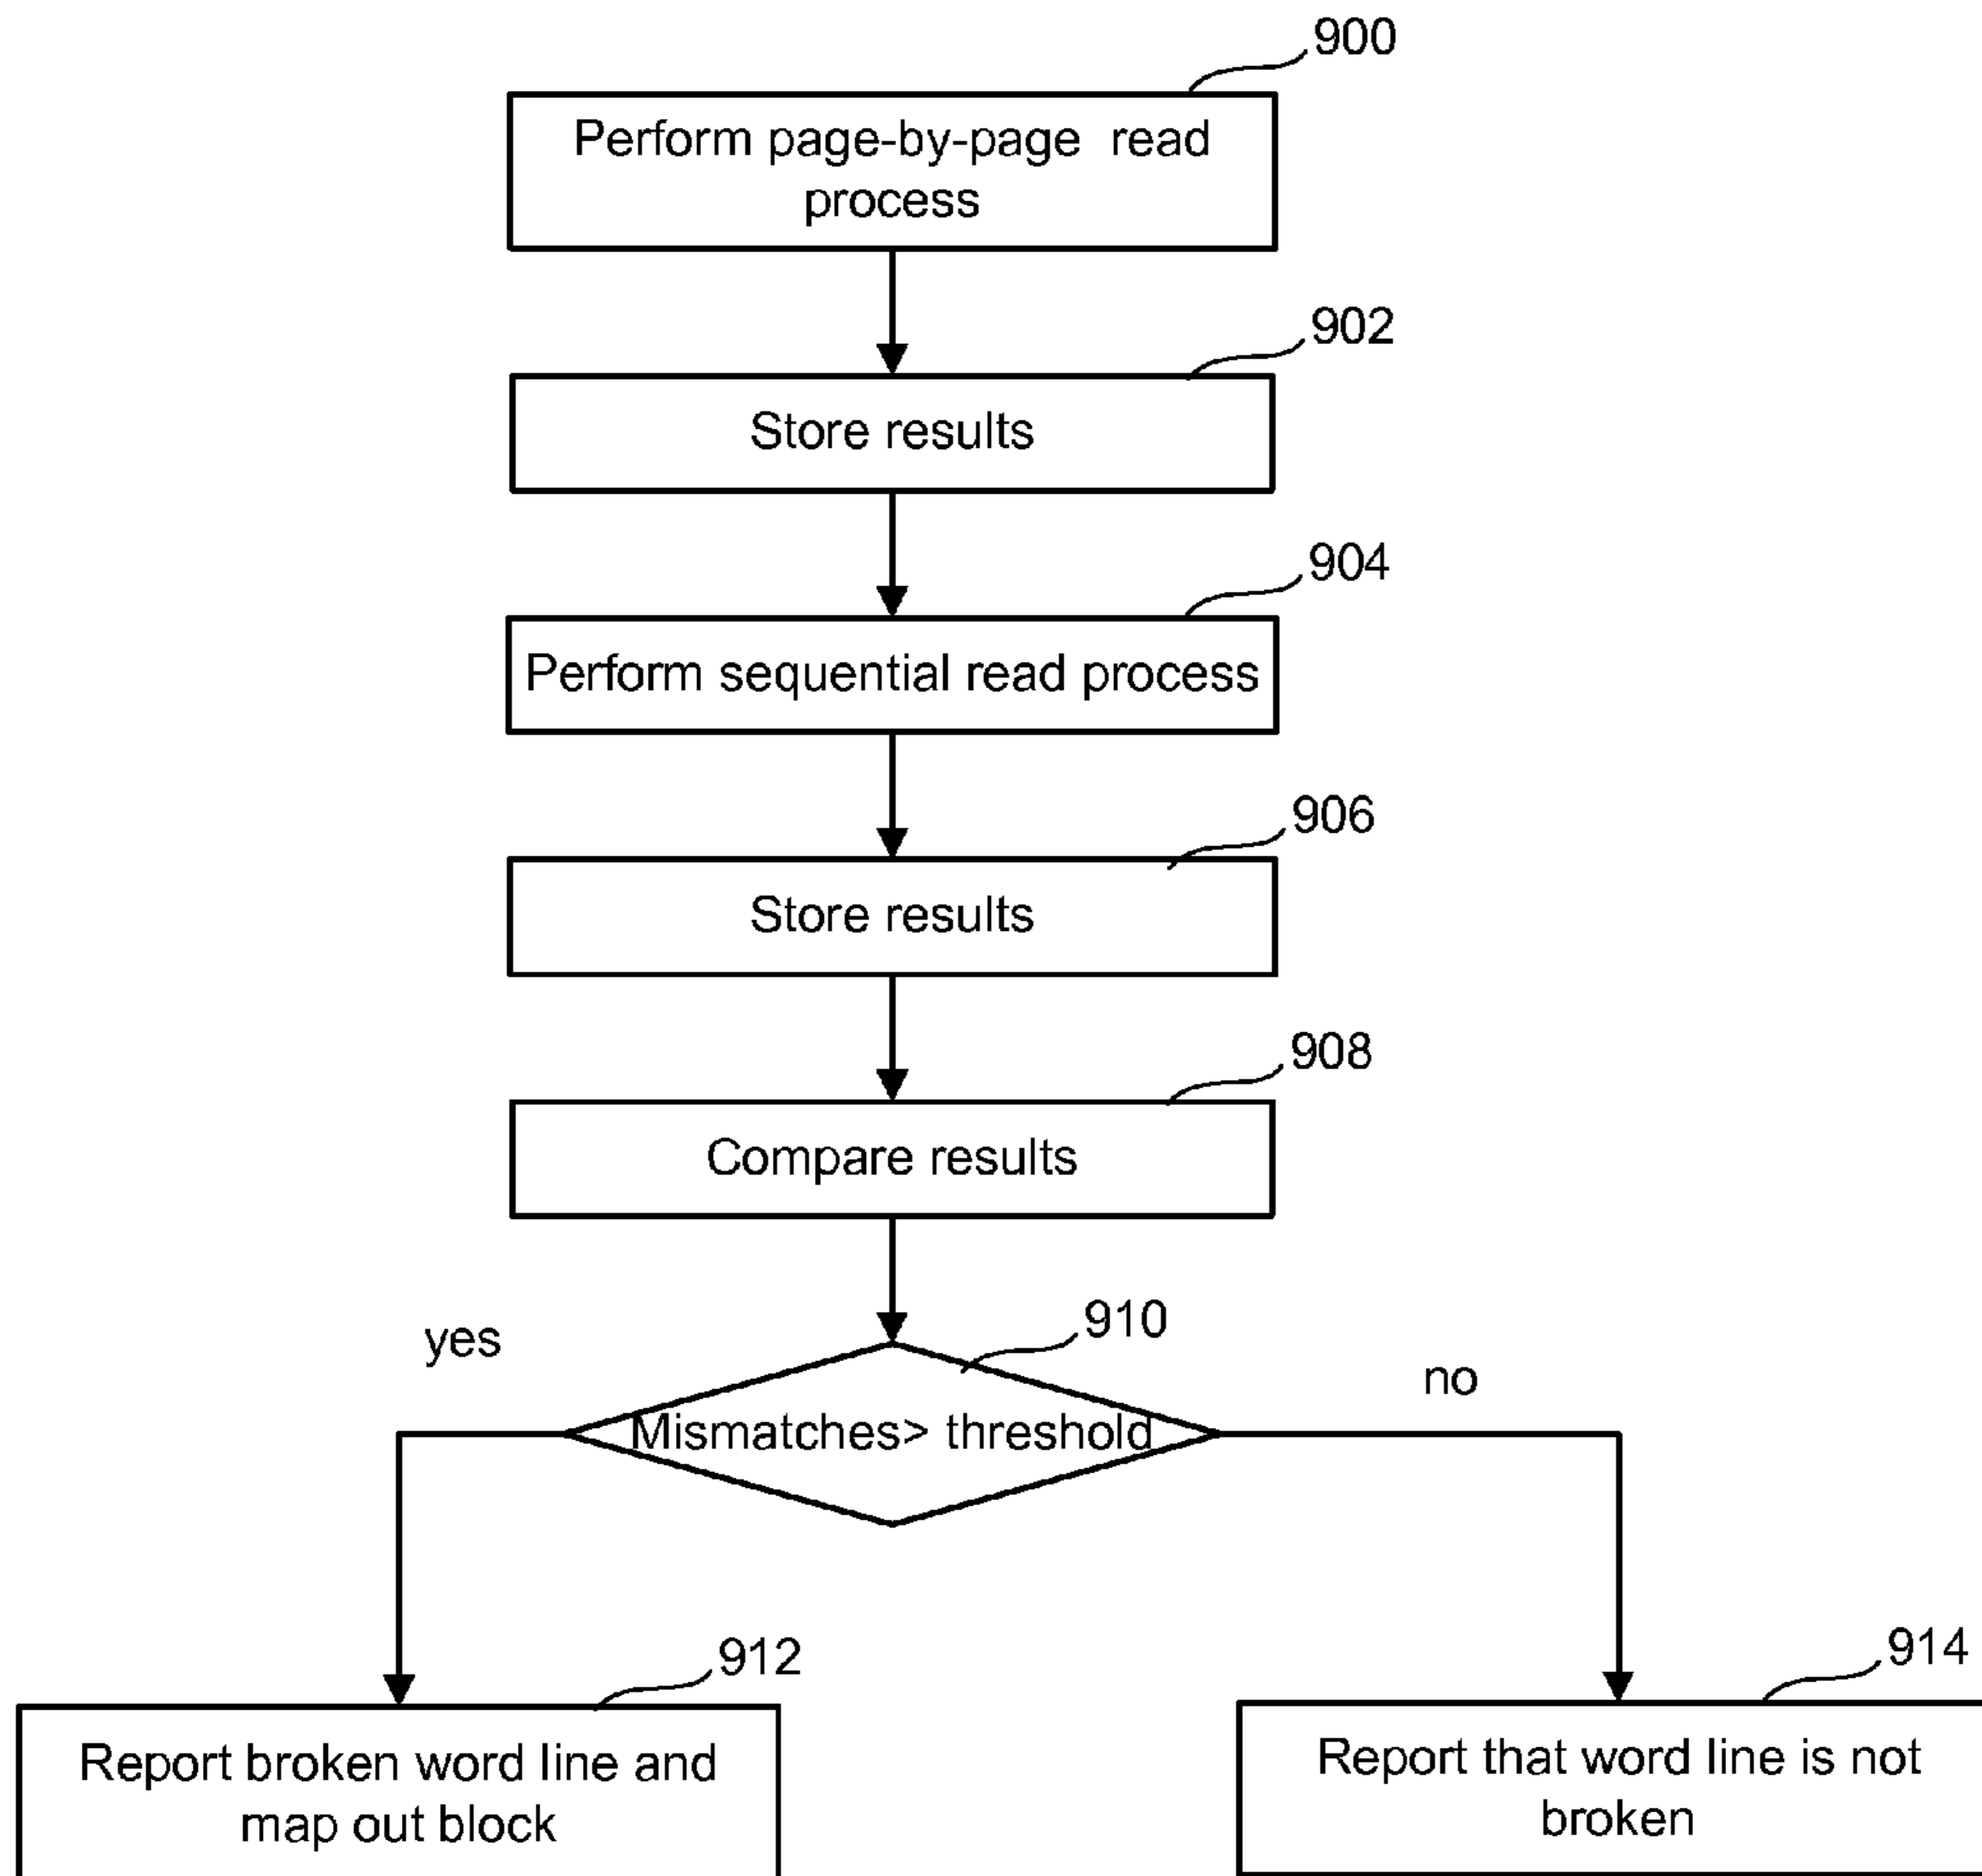 900
Perform page-by-page read
process
902
Store results
904
Perform sequential read process
906
Store results
908
Compare results
910
yes
no
Mismatches> threshold
912
914
Report broken word line and
map out block
Report that word line is not
broken